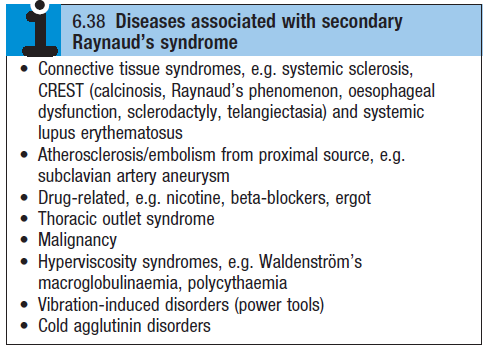 6.38 Diseases associated with secondary
Raynaud's syndrome
• Connective tissue syndromes, e.g. systemic sclerosis,
CREST (calcinosis, Raynaud's phenomenon, oesophageal
dysfunction, sclerodactyly, telangiectasia) and systemic
lupus erythematosus
• Atherosclerosis/embolism from proximal source, e.g.
subclavian artery aneurysm
• Drug-related, e.g. nicotine, beta-blockers, ergot
• Thoracic outlet syndrome
• Malignancy
• Hyperviscosity syndromes, e.g. Waldenström's
macroglobulinaemia, polycythaemia
• Vibration-induced disorders (power tools)
• Cold agglutinin disorders